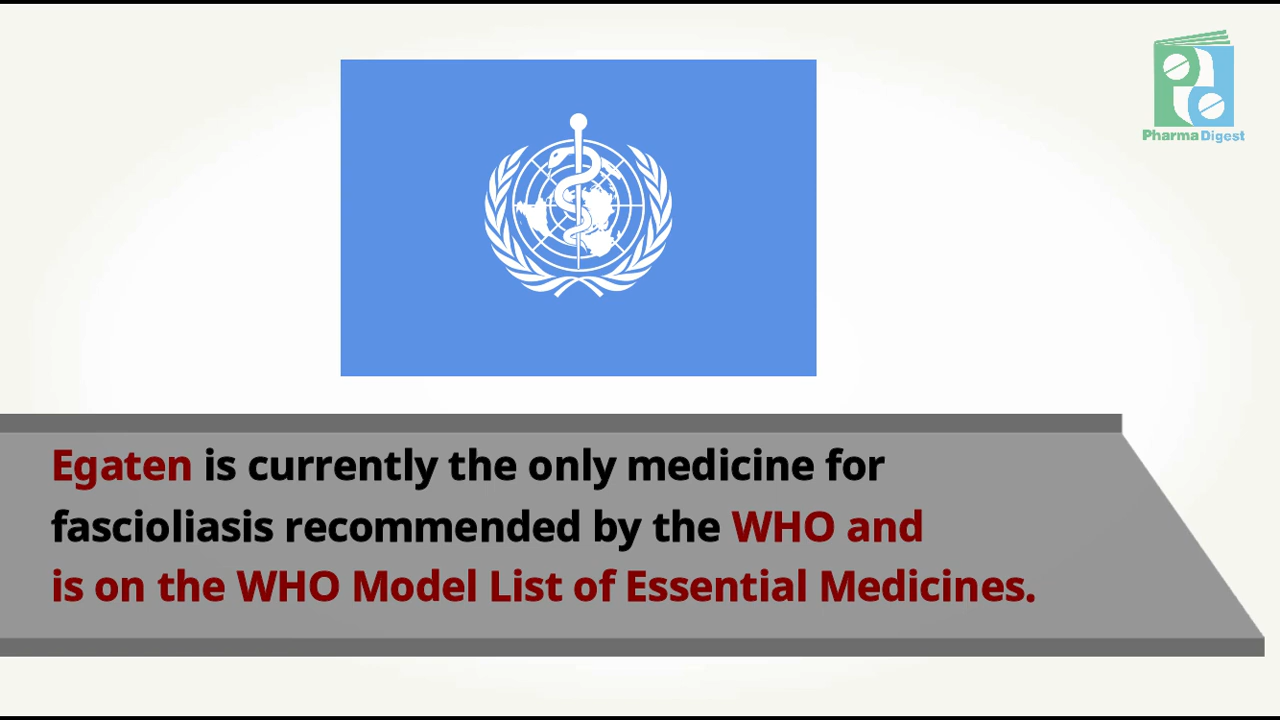 PharmaDigest
Egaten is currently the only medicine for
fascioliasis recommended by the WHO and
is on the WHO Model List of Essential Medicines.